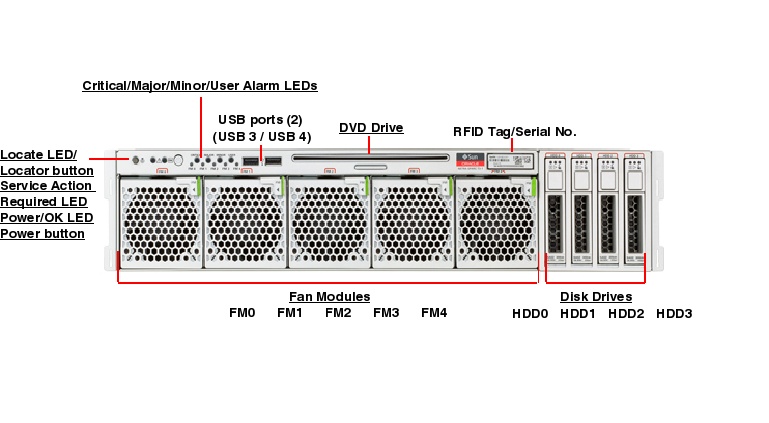 Critical/Major/Minor/User Alarm LEDs
USB ports (2)
(USB 3 / USB 4)
DVD Drive
RFID Tag/Serial No.
Locate LED/
Locator button
Service Action
Required LED
Power/OK LED
Power button
Sun
ORACLE
Fan Modules
FM0 FM1 FM2 FM3 FM4
Disk Drives
HDD0 HDD1 HDD2 HDD3